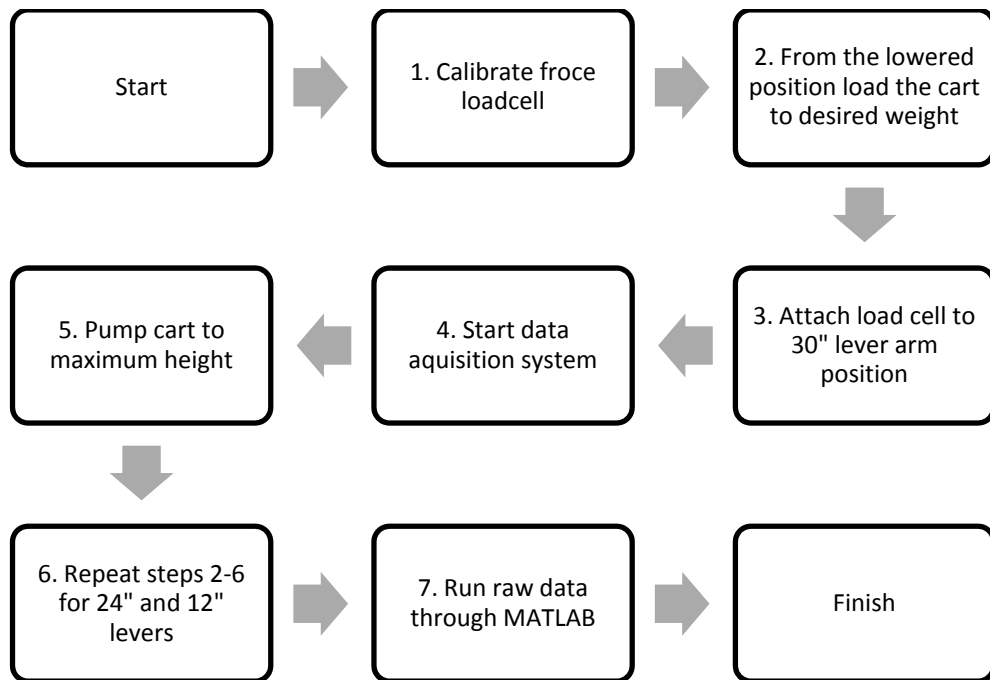 Start
1. Calibrate froce
loadcell
2. From the lowered
position load the cart
to desired weight
3. Attach load cell to
30" lever arm
position
4. Start data
aquisition system
5. Pump cart to
maximum height
6. Repeat steps 2-6
for 24" and 12"
levers
7. Run raw data
through MATLAB
Finish